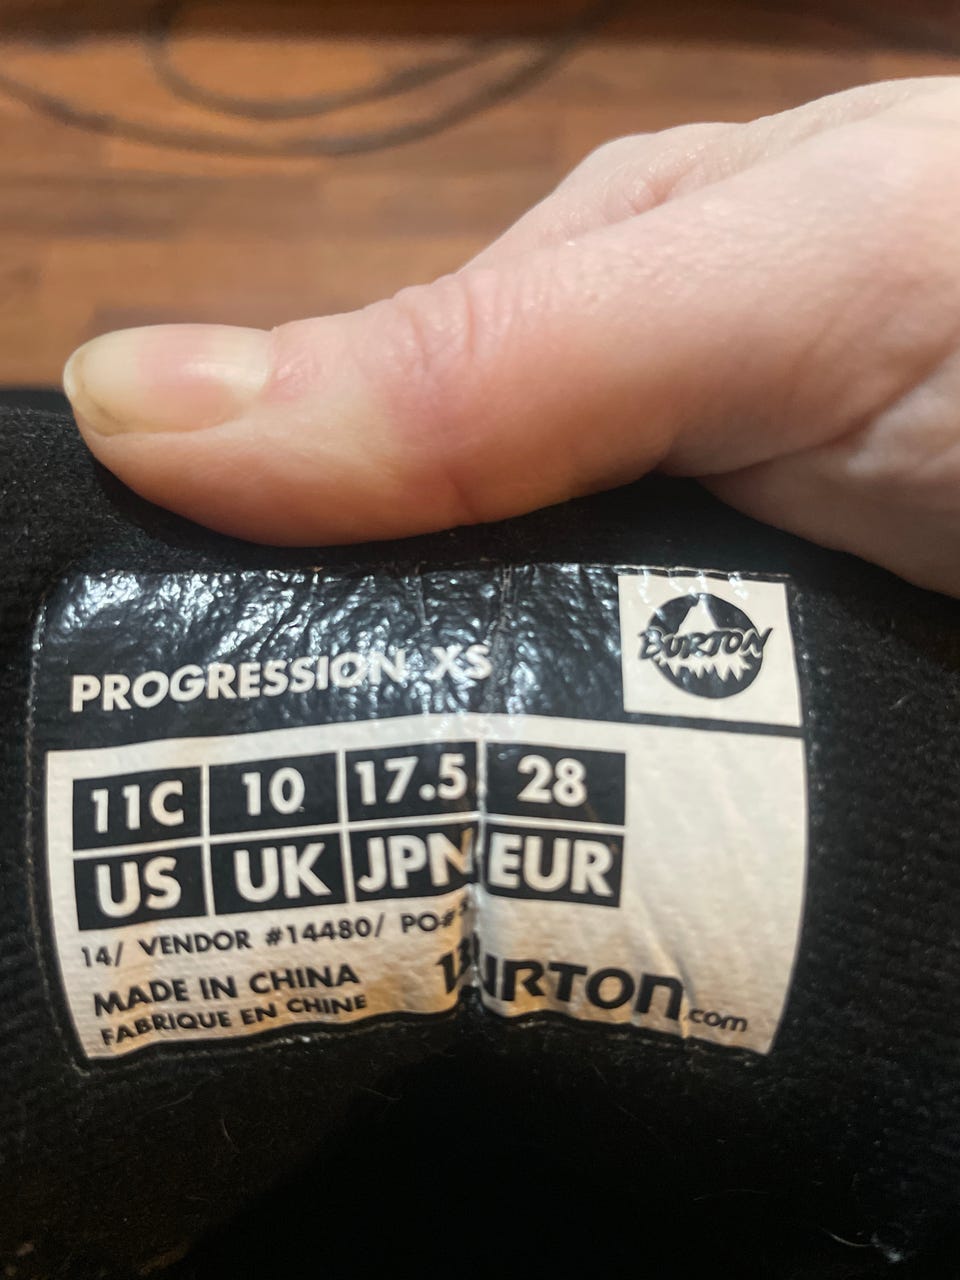 PROGRESSION XS
BURTON
11C 10 17.5 28
US UK JPN EUR
14/ VENDOR #14480/ PO#
MADE IN CHINA
FABRIQUE EN CHINE
BURTON.com